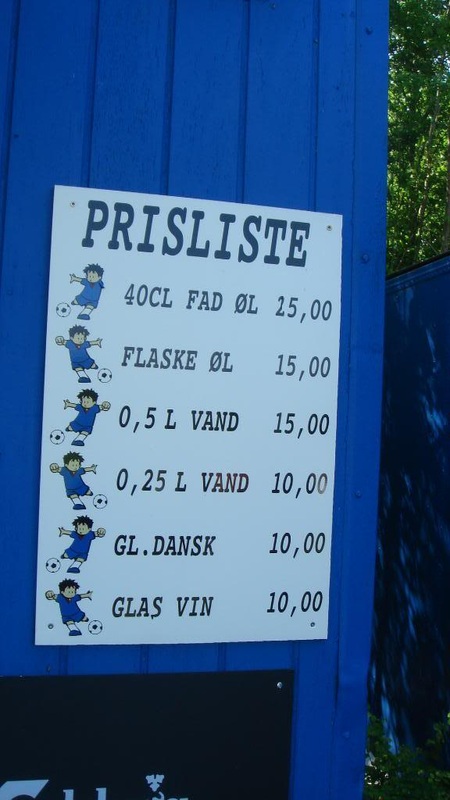 PRISLISTE
40CL FAD ØL 25,00
FLASKE ØL 15,00
0,5 L VAND 15,00
0,25 L VAND 10,00
GL.DANSK 10,00
GLAS VIN 10,00